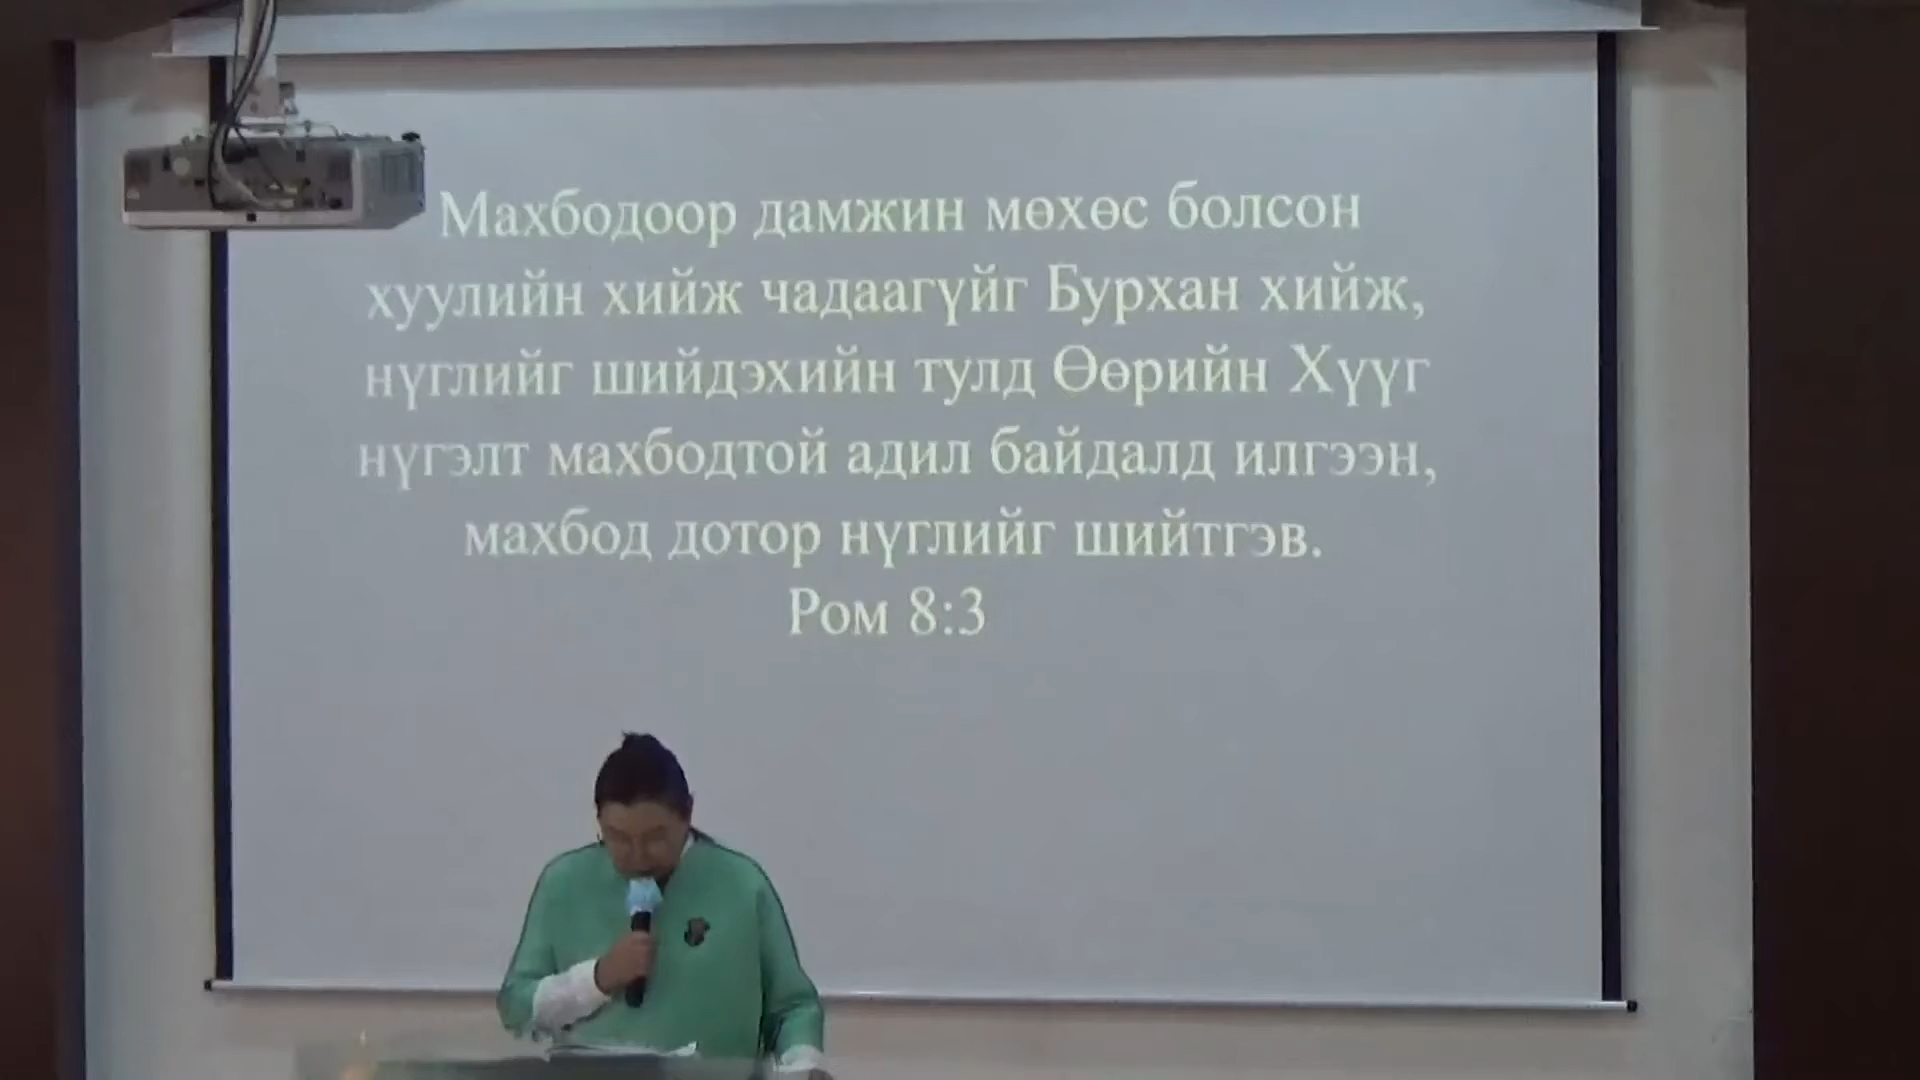 Махбодоор дамжин мөхөс болсон
хуулийн хийж чадаагүйг Бурхан хийж,
нүглийг шийдэхийн тулд Өөрийн Хүүг
нүгэлт махбодтой адил байдалд илгээн,
махбод дотор нүглийг шийтгэв.
Ром 8:3